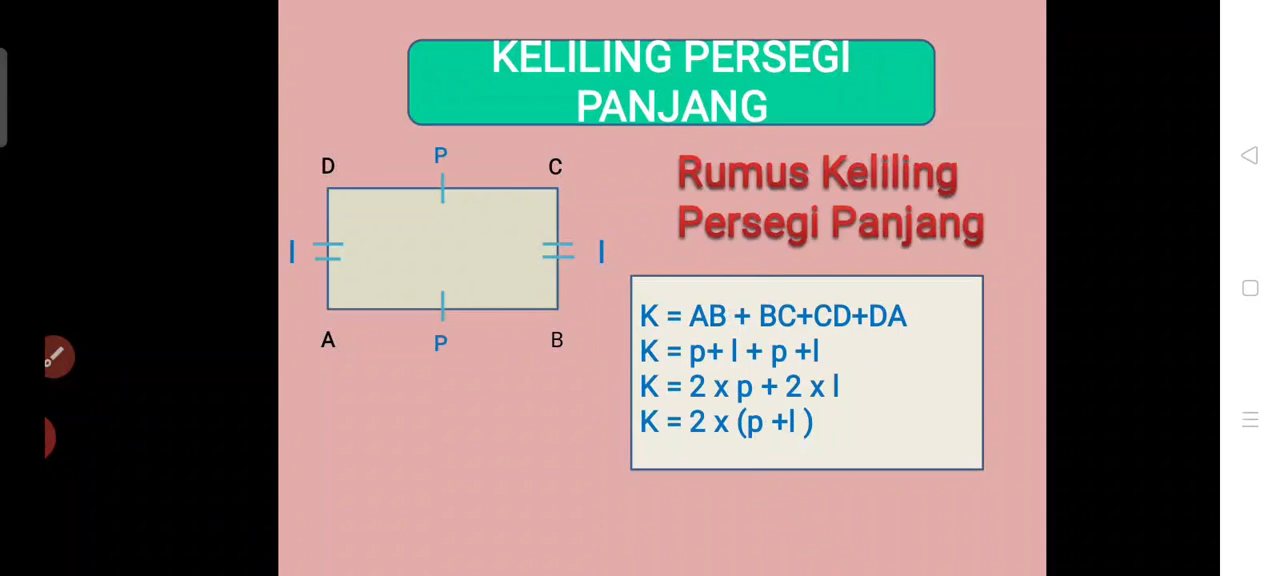 KELILING PERSEGI
PANJANG
D
P
C
l
l
A
P
B
Rumus Keliling
Persegi Panjang
K = AB + BC+CD+DA
K = p+ l + p +l
K = 2 x p + 2 x l
K = 2 x (p +l )